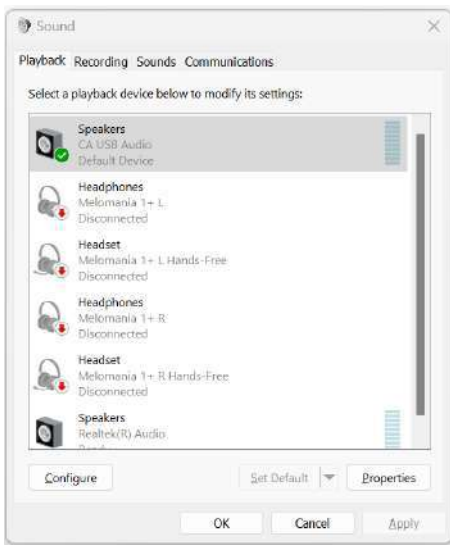 Sound
Playback Recording Sounds Communications
Select a playback device below to modify its settings:
Speakers
CA USB Audio
Default Device
Headphones
Melomania 1+ L
Disconnected
Headset
Melomania 1+ L Hands-Free
Disconnected
Headphones
Melomania 1+ R
Disconnected
Headset
Melomania 1+ R Hands-Free
Disconnected
Speakers
Realtek(R) Audio
Ready
Configure Set Default Properties
OK Cancel Apply